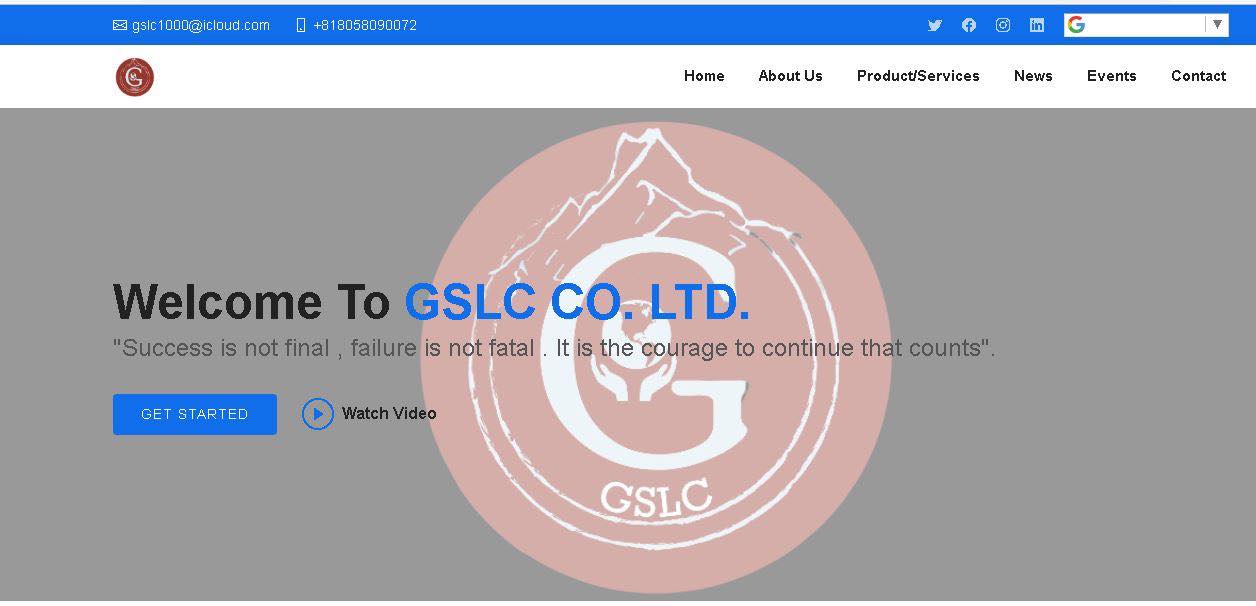 gslc1000@icloud.com +818058090072
G
Home About Us Product/Services News Events Contact
Welcome To GSLC CO. LTD.
"Success is not final , failure is not fatal . It is the courage to continue that counts".
GET STARTED Watch Video
G
GSLC